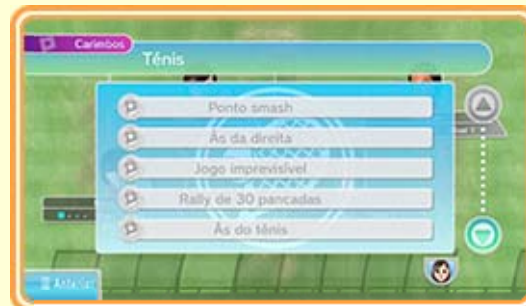 Carimbos
Ténis
Ponto smash
Ás da direita
Jogo imprevisível
Rally de 30 pancadas
Ás do ténis
Anterior